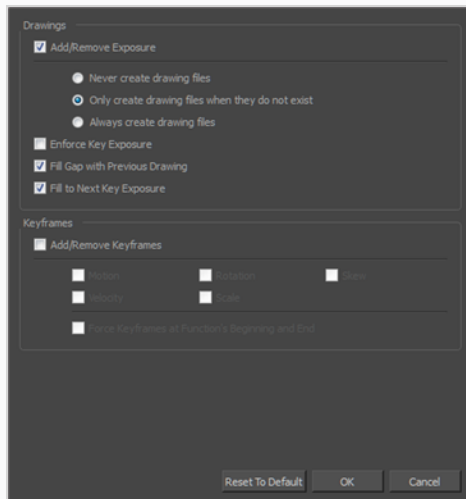 Drawings
Add/Remove Exposure
Never create drawing files
Only create drawing files when they do not exist
Always create drawing files
Enforce Key Exposure
Fill Gap with Previous Drawing
Fill to Next Key Exposure
Keyframes
Add/Remove Keyframes
Motion Rotation Skew
Velocity Scale
Force Keyframes at Function's Beginning and End
Reset To Default OK Cancel